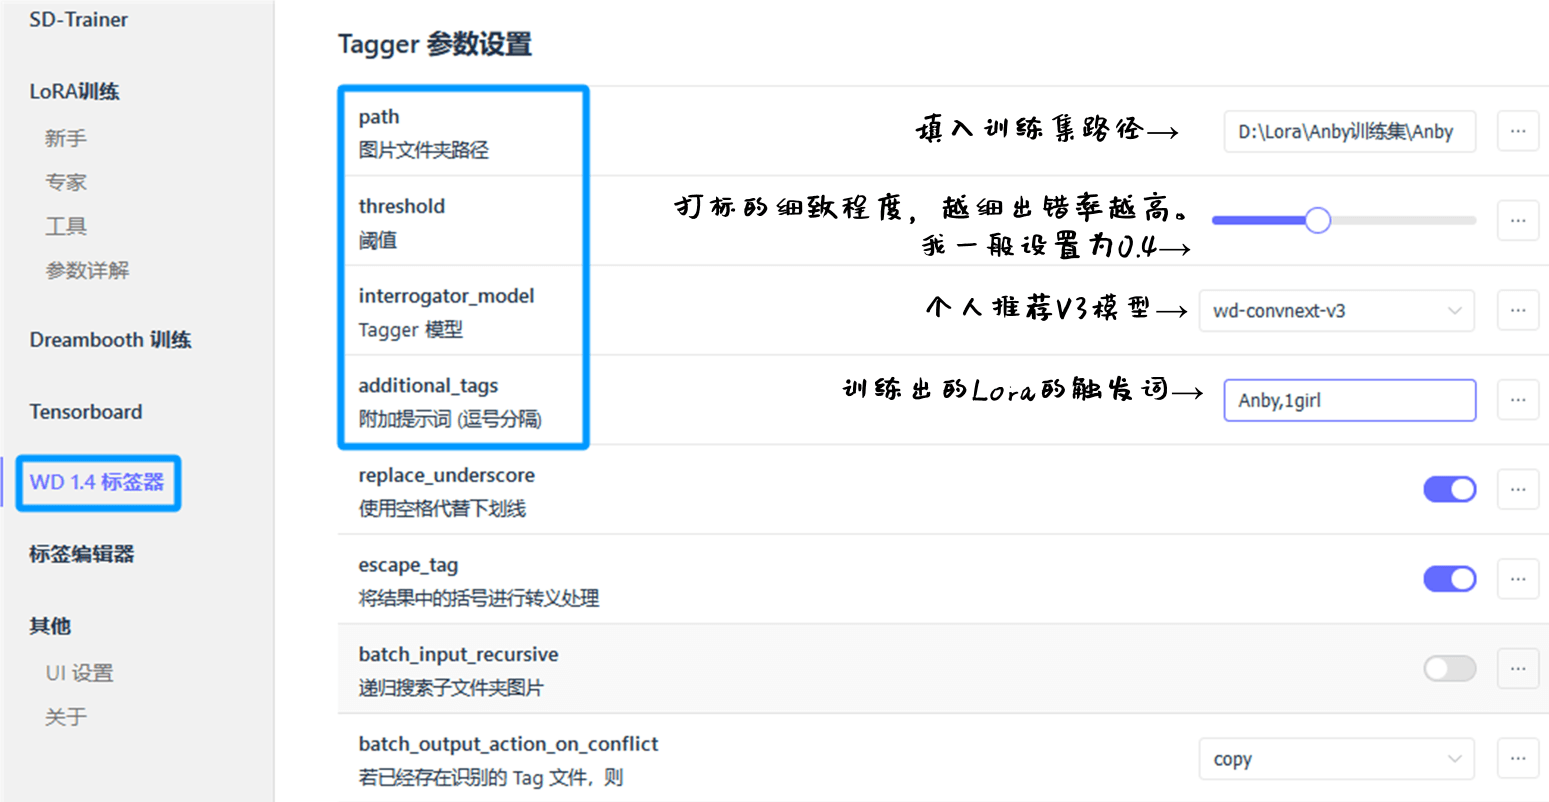 SD-Trainer
LoRA训练
新手
专家
工具
参数详解
Dreambooth 训练
Tensorboard
WD 1.4 标签器
标签编辑器
其他
UI 设置
关于
Tagger 参数设置
path
图片文件夹路径
填入训练集路径→
D:\Lora\Anby训练集\Anby
...
threshold
阈值
打标的细致程度，越细出错率越高。
我一般设置为0.4→
...
interrogator_model
Tagger 模型
个人推荐V3模型→
wd-convnext-v3
...
additional_tags
附加提示词 (逗号分隔)
训练出的Lora的触发词→
Anby,1girl
...
replace_underscore
使用空格代替下划线
...
escape_tag
将结果中的括号进行转义处理
...
batch_input_recursive
递归搜索子文件夹图片
...
batch_output_action_on_conflict
若已经存在识别的 Tag 文件，则
copy
...